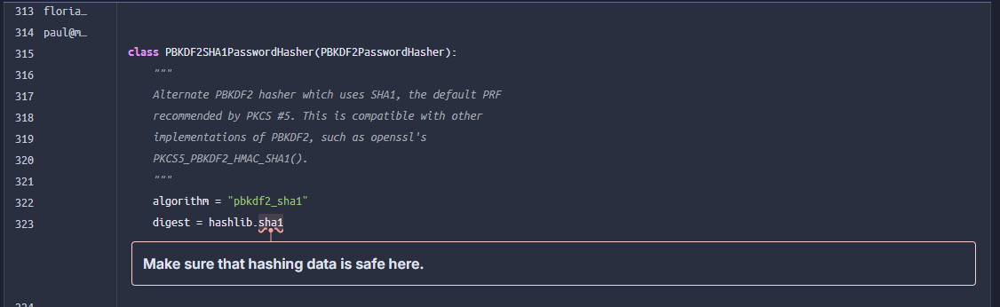 313 floria…
314 paul@m…
315 class PBKDF2SHA1PasswordHasher(PBKDF2PasswordHasher):
316 """
317 Alternate PBKDF2 hasher which uses SHA1, the default PRF
318 recommended by PKCS #5. This is compatible with other
319 implementations of PBKDF2, such as openssl's
320 PKCS5_PBKDF2_HMAC_SHA1().
321 """
322 algorithm = "pbkdf2_sha1"
323 digest = hashlib.sha1
Make sure that hashing data is safe here.
324